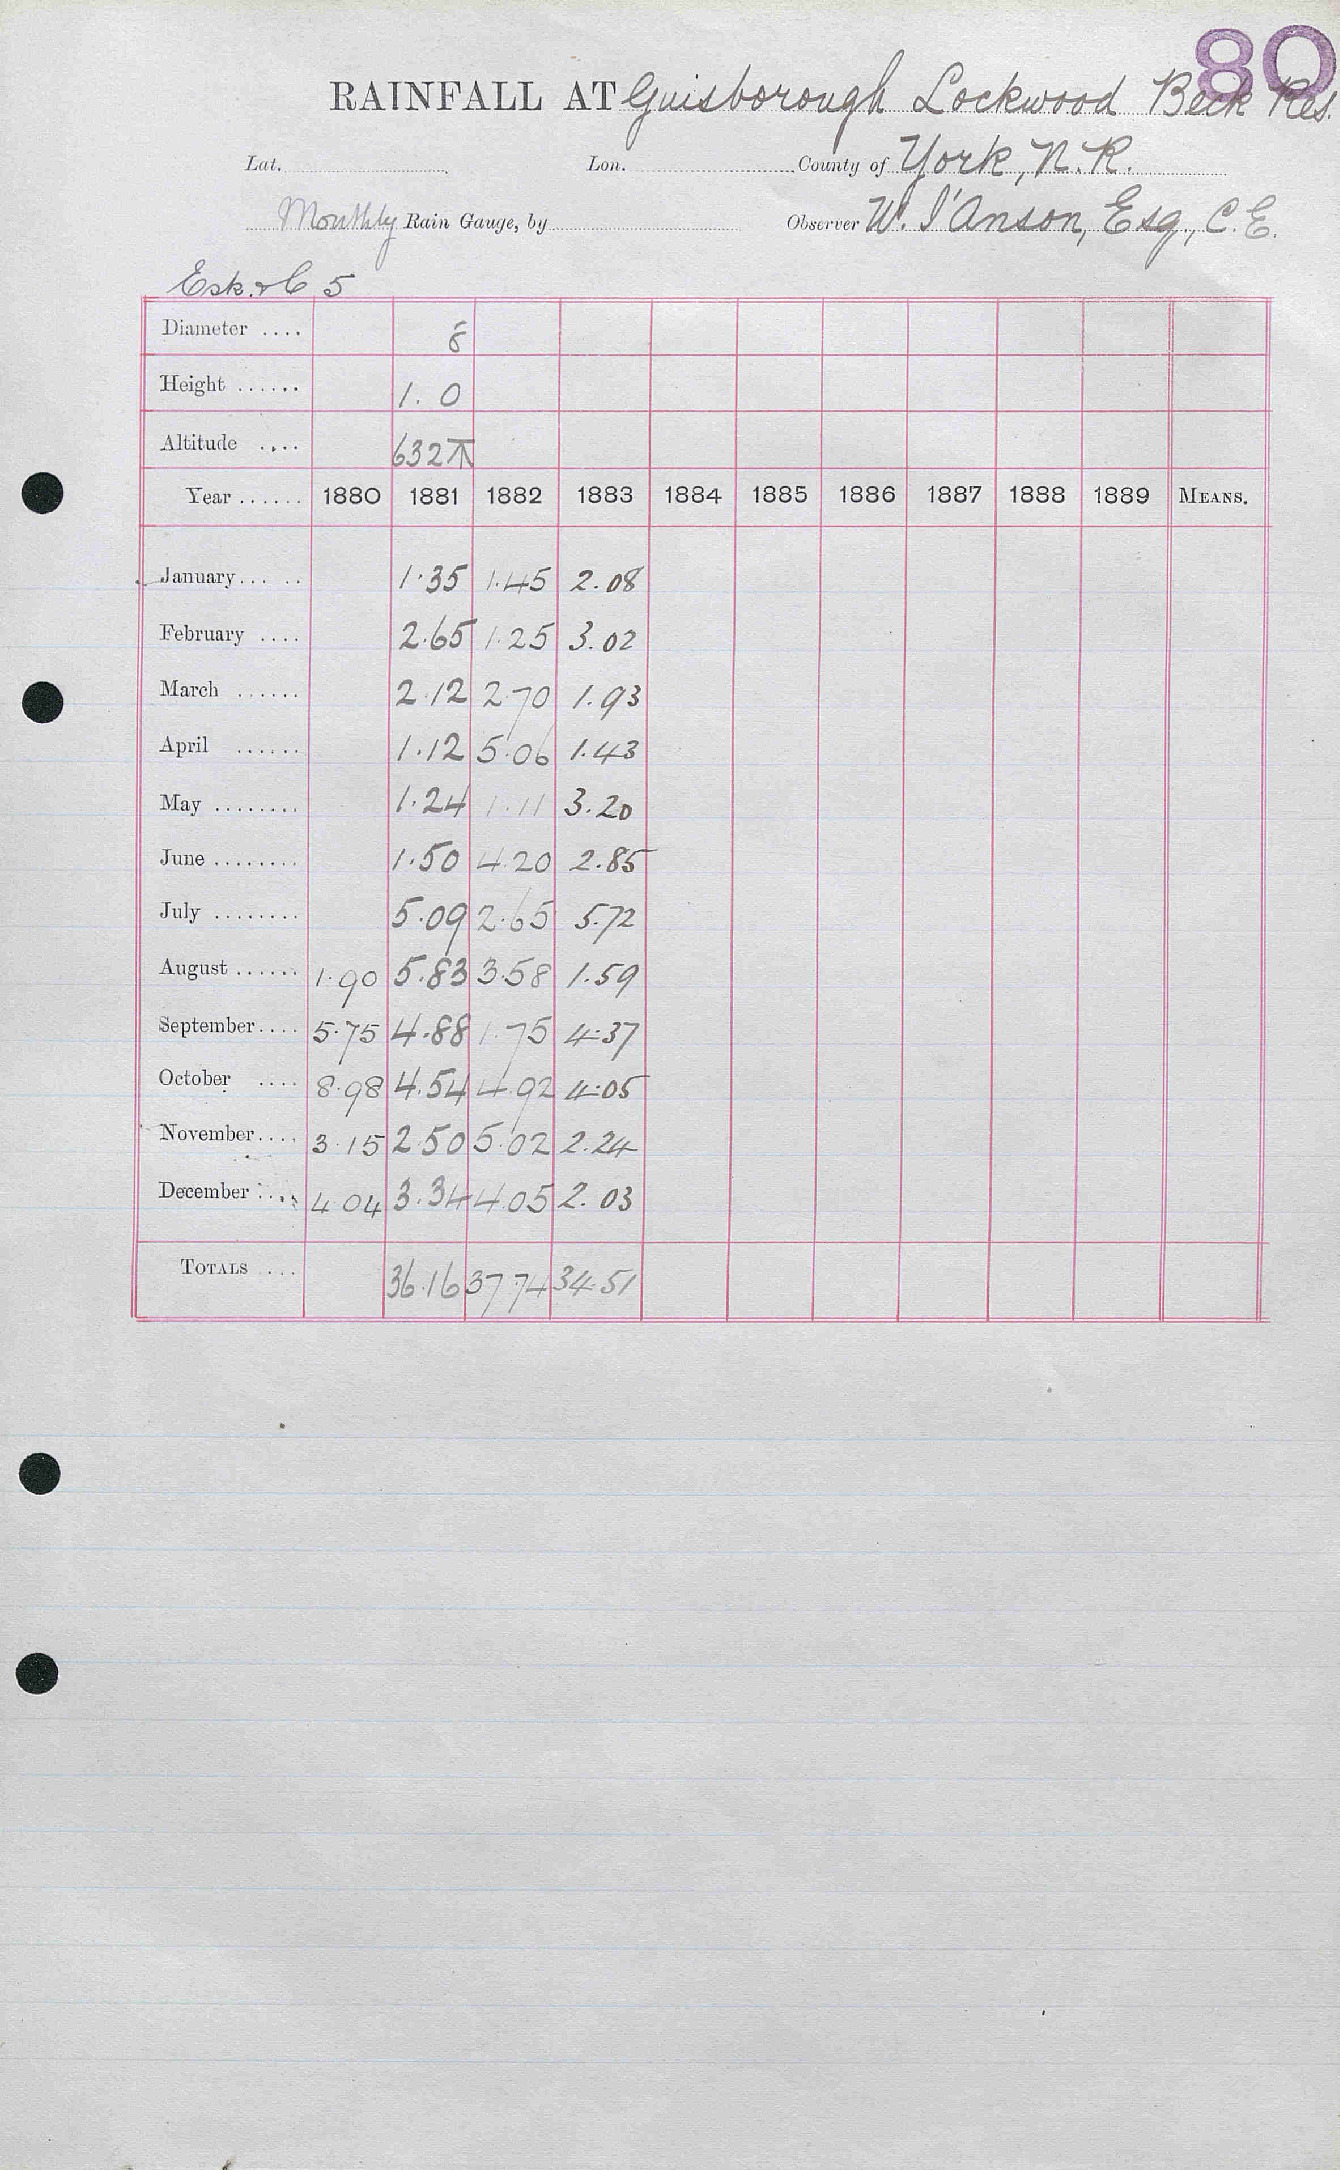 80
RAINFALL AT Guisborough Lockwood Beck Res.
Lat. Lon. County of York, N.R.
Monthly Rain Gauge, by Observer W. I'Anson, Esq., C.E.
Esk. & C 5
Diameter .... 8
Height ...... 1. 0
Altitude .... 632
Year ...... 1880 1881 1882 1883 1884 1885 1886 1887 1888 1889 MEANS.
January... .. 1.35 1.45 2.08
February .... 2.65 1.25 3.02
March ...... 2.12 2.70 1.93
April ...... 1.12 5.06 1.43
May ........ 1.24 1.11 3.20
June ........ 1.50 4.20 2.85
July ........ 5.09 2.65 5.72
August ...... 1.90 5.83 3.58 1.59
September.... 5.75 4.88 1.75 4.37
October .... 8.98 4.54 4.92 4.05
November.... 3.15 2.50 5.02 2.24
December .... 4.04 3.34 4.05 2.03
TOTALS .... 36.16 37.74 34.51